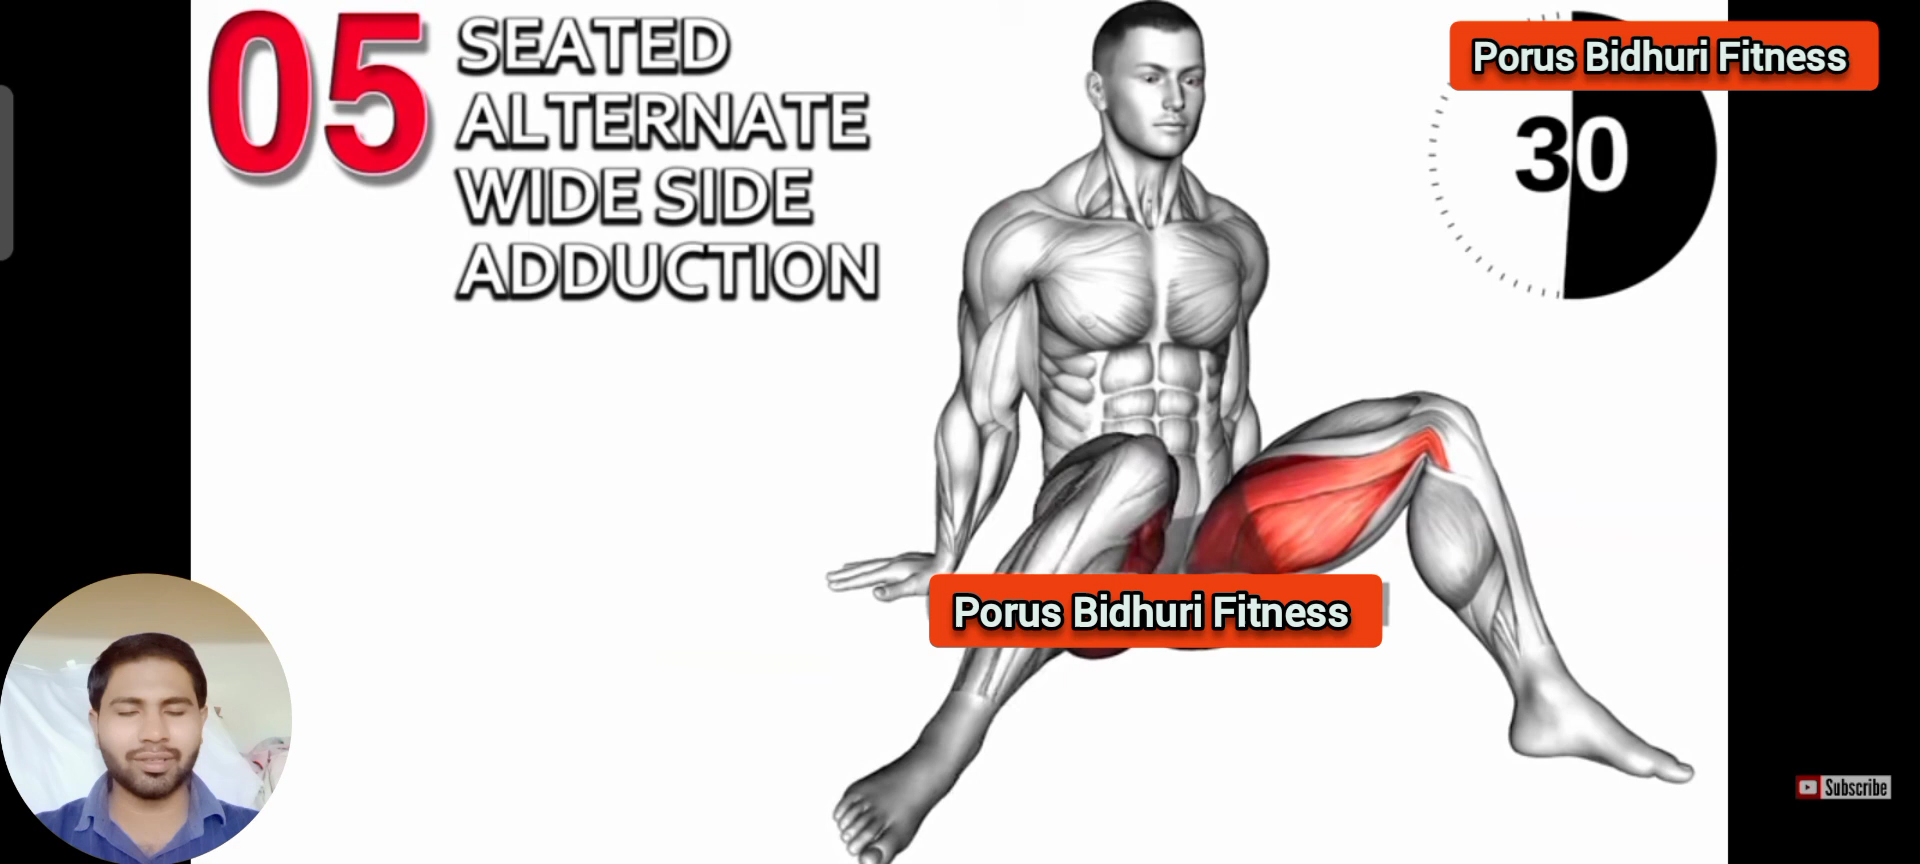 05
SEATED
ALTERNATE
WIDE SIDE
ADDUCTION
Porus Bidhuri Fitness
30
Porus Bidhuri Fitness
Subscribe